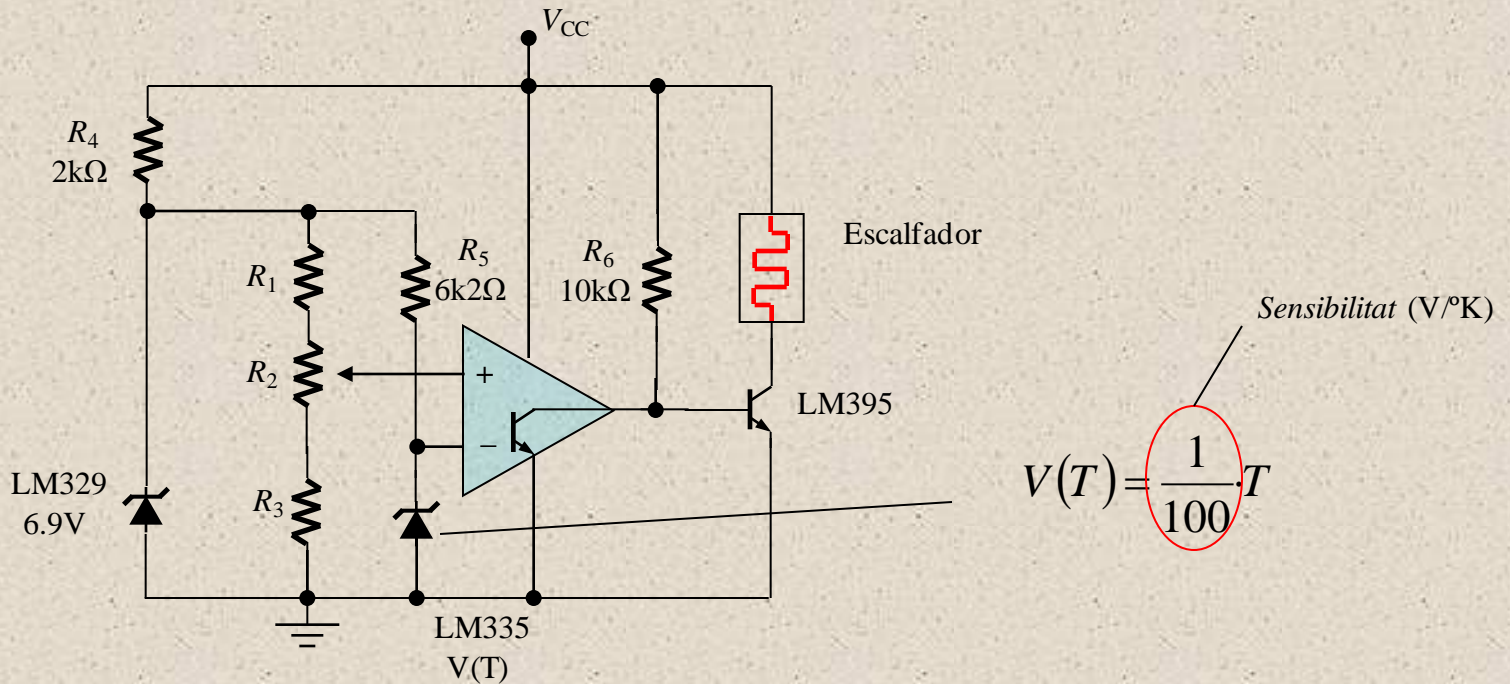 V_CC
R_4
2kΩ
R_1
R_5
6k2Ω
R_6
10kΩ
Escalfador
R_2
+
−
LM395
R_3
LM329
6.9V
LM335
V(T)
Sensibilitat (V/ºK)
V(T) = 1/100 · T